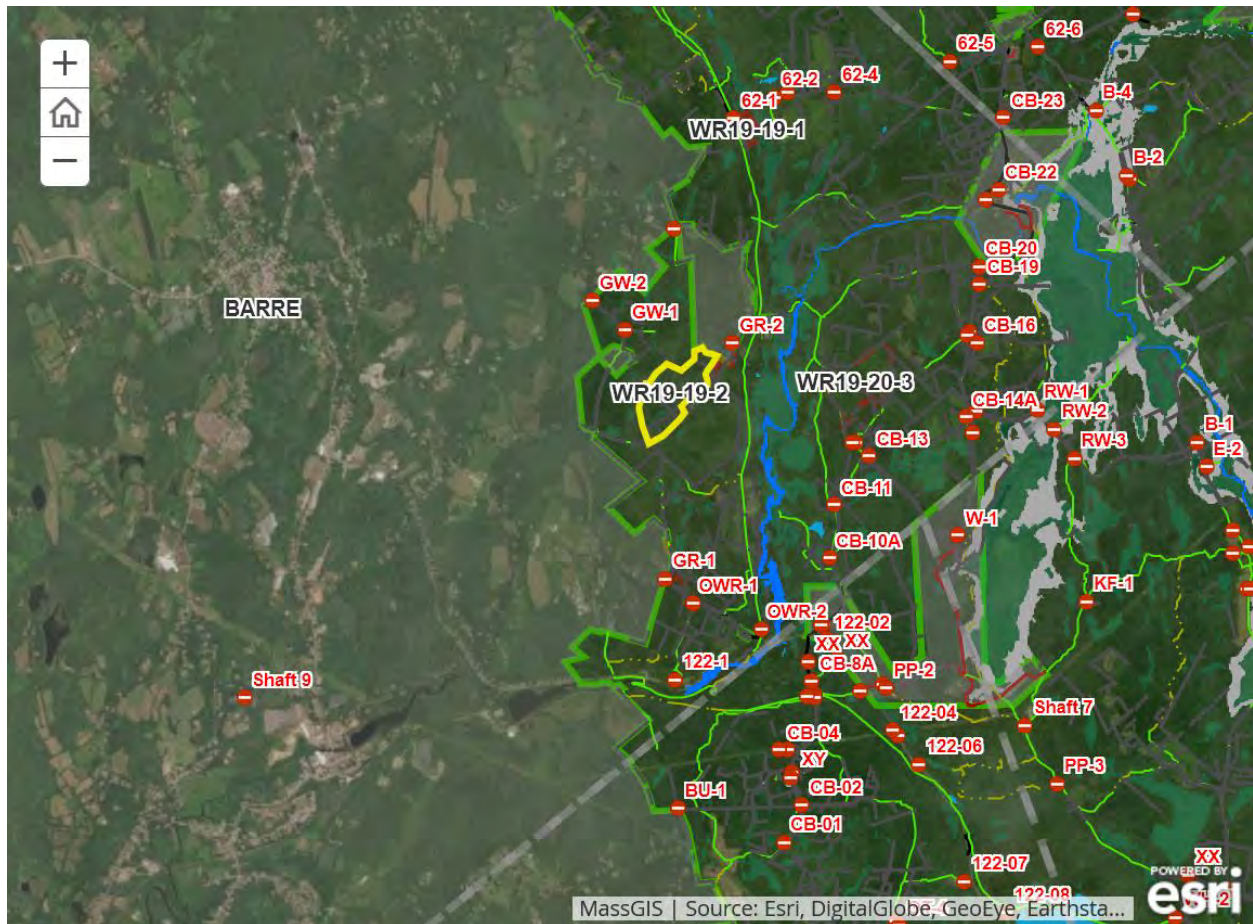 +
−
62-5
62-6
62-2
62-4
62-1
B-4
CB-23
WR19-19-1
B-2
CB-22
CB-20
CB-19
GW-2
BARRE
GW-1
CB-16
GR-2
WR19-19-2
WR19-20-3
CB-14A
RW-1
RW-2
B-1
CB-13
RW-3
E-2
CB-11
W-1
CB-10A
GR-1
OWR-1
KF-1
OWR-2
122-02
XX
XX
122-1
CB-8A
PP-2
Shaft 9
122-04
Shaft 7
CB-04
122-06
XY
PP-3
BU-1
CB-02
CB-01
122-07
XX
122-08
POWERED BY
esri
MassGIS | Source: Esri, DigitalGlobe, GeoEye, Earthsta...